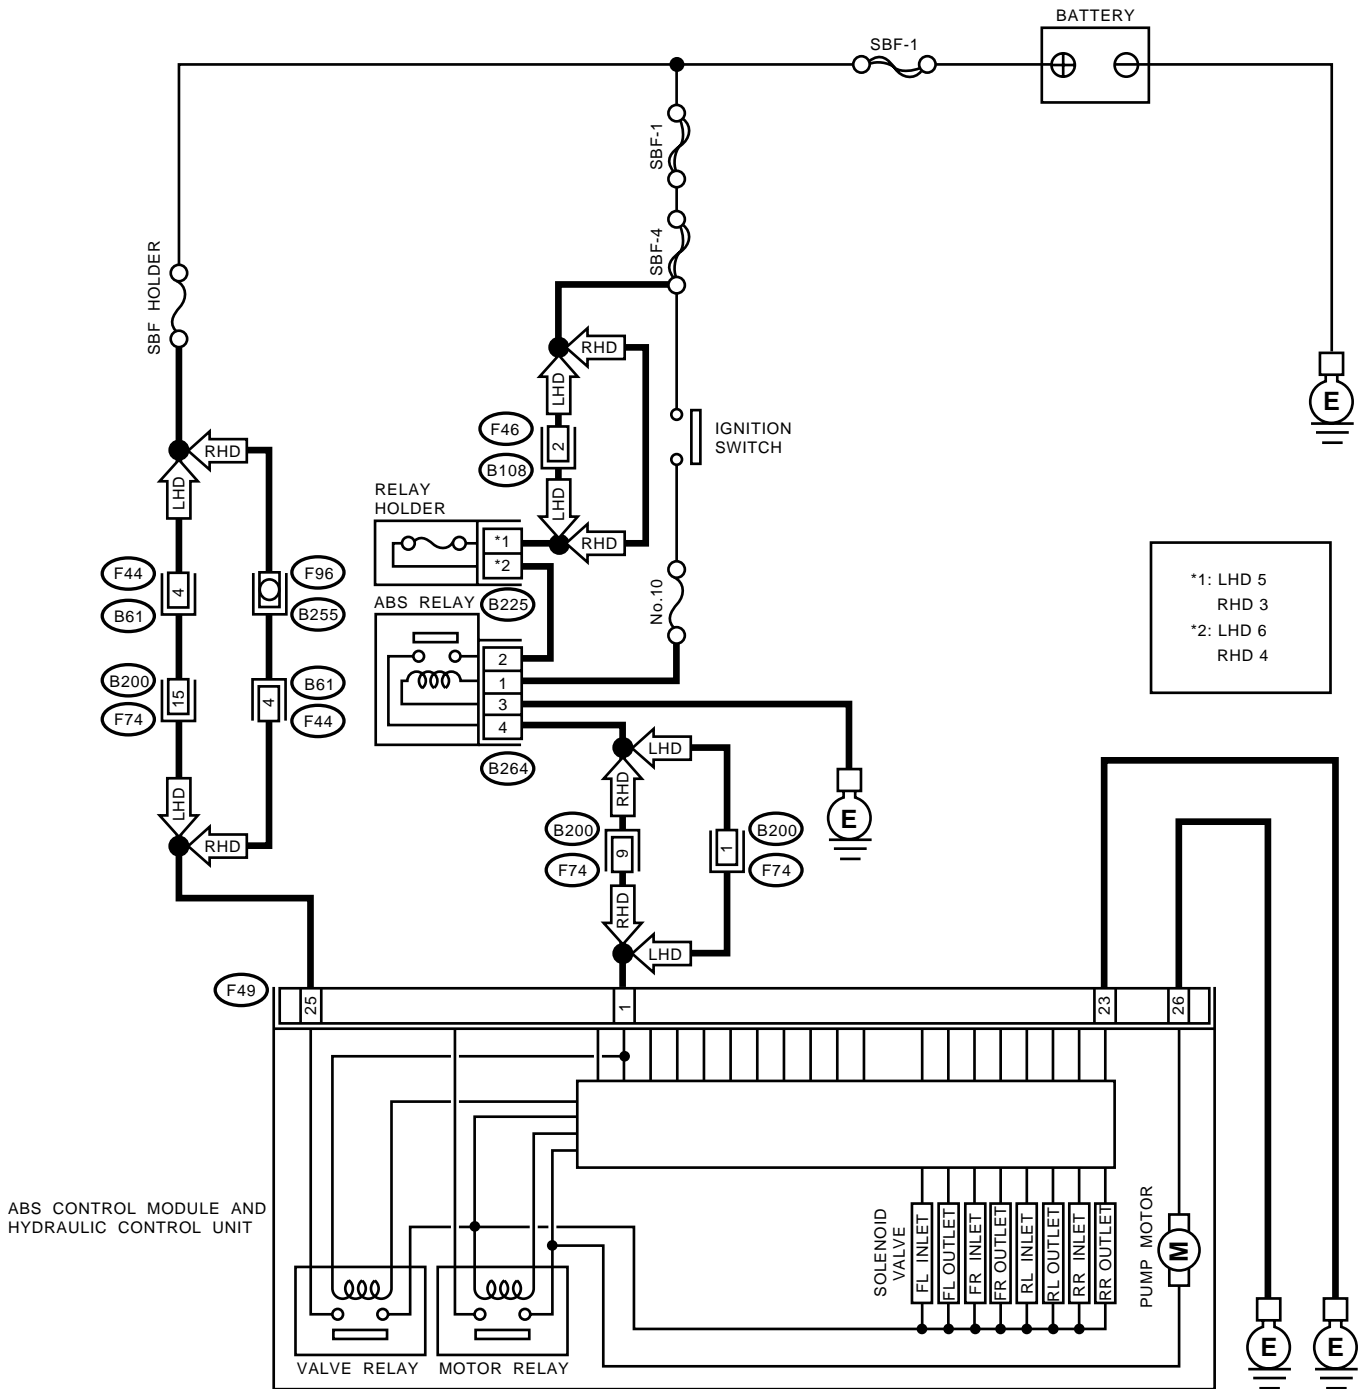 BATTERY
SBF-1
SBF-1
SBF-4
SBF HOLDER
RHD
LHD
F46
2
B108
LHD
RHD
IGNITION
SWITCH
RHD
LHD
RELAY
HOLDER
*1
*2
B225
F44
4
B61
F96
B255
No.10
ABS RELAY
2
1
3
4
B264
B200
15
F74
B61
4
F44
*1: LHD 5
RHD 3
*2: LHD 6
RHD 4
E
LHD
RHD
LHD
RHD
B200
9
F74
B200
1
F74
E
RHD
LHD
F49
25
1
23
26
ABS CONTROL MODULE AND
HYDRAULIC CONTROL UNIT
SOLENOID
VALVE
FL INLET
FL OUTLET
FR INLET
FR OUTLET
RL INLET
RL OUTLET
RR INLET
RR OUTLET
PUMP MOTOR
M
VALVE RELAY
MOTOR RELAY
E
E